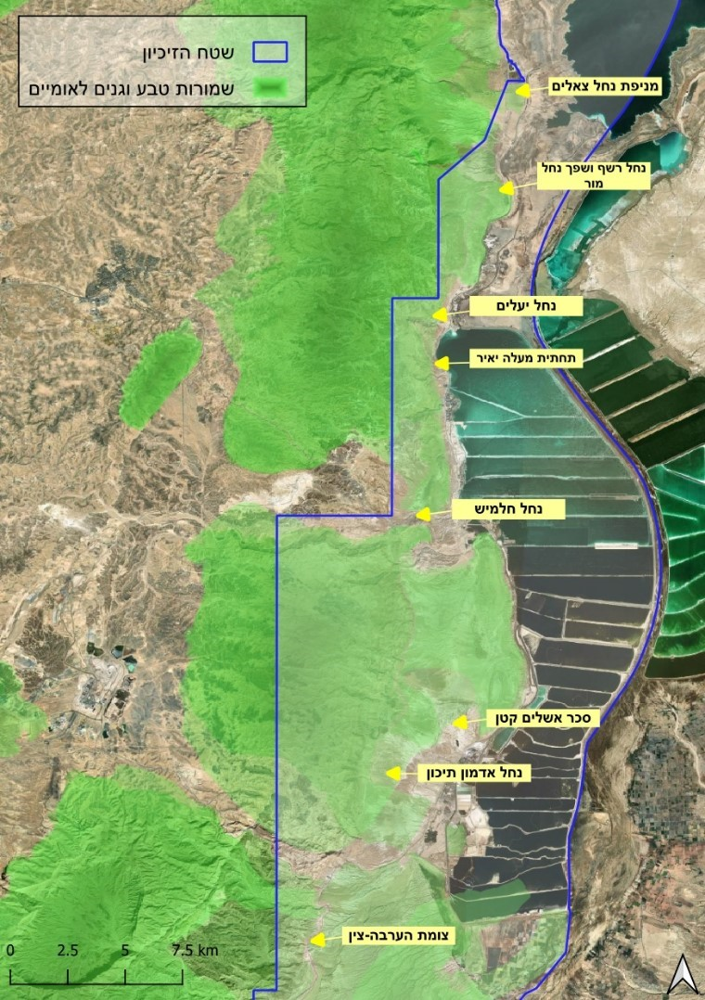 שטח הזיכיון
שמורות טבע וגנים לאומיים
מניפת נחל צאלים
נחל רשף ושפך נחל
מור
נחל יעלים
תחתית מעלה יאיר
נחל חלמיש
סכר אשלים קטן
נחל אדמון תיכון
צומת הערבה-צין
0 2.5 5 7.5 km